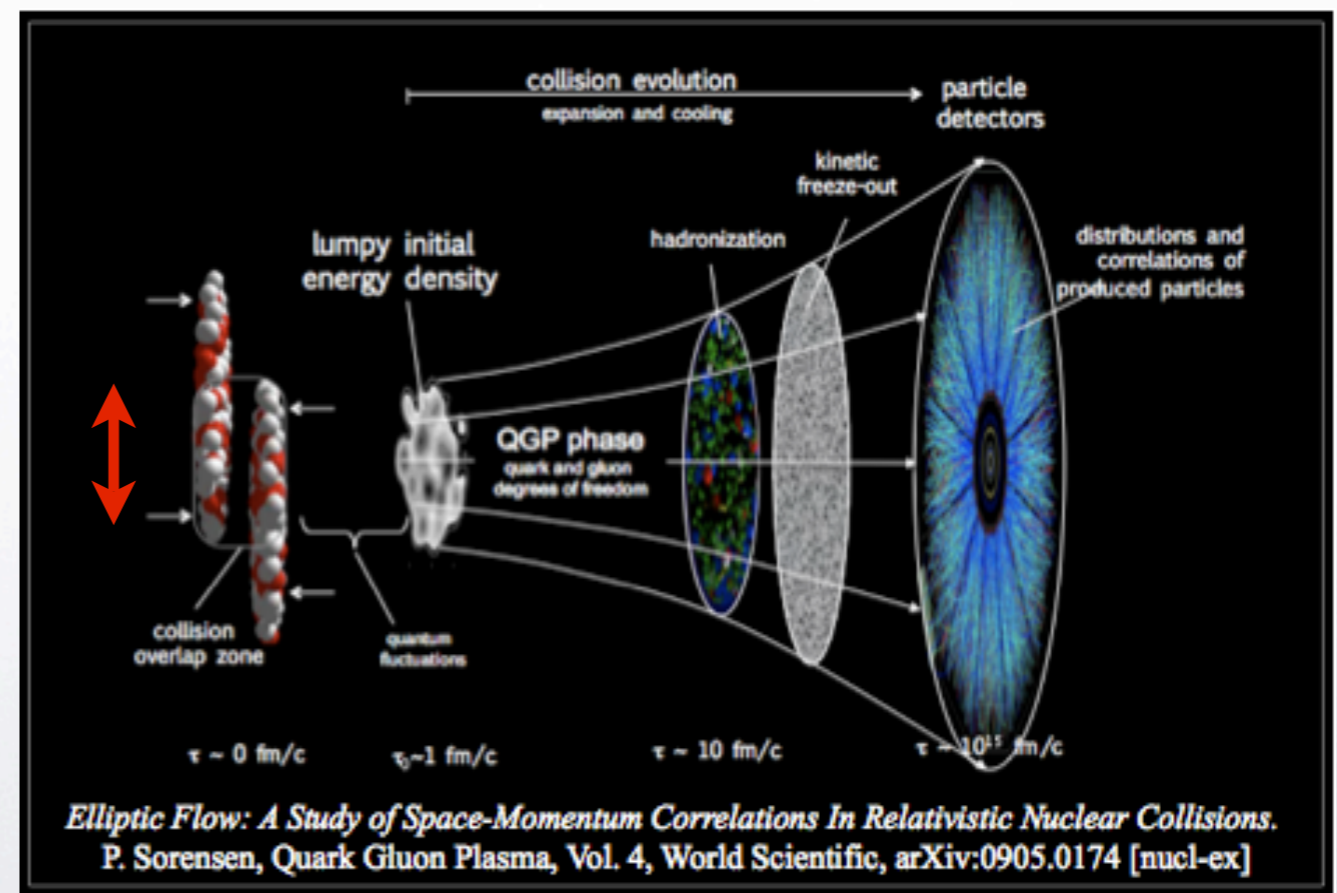 collision evolution
expansion and cooling
particle
detectors
kinetic
freeze-out
hadronization
lumpy initial
energy density
distributions and
correlations of
produced particles
QGP phase
quark and gluon
degrees of freedom
collision
overlap zone
quantum
fluctuations
τ ~ 0 fm/c
τ₀~1 fm/c
τ ~ 10 fm/c
τ ~ 10¹⁵ fm/c
Elliptic Flow: A Study of Space-Momentum Correlations In Relativistic Nuclear Collisions.
P. Sorensen, Quark Gluon Plasma, Vol. 4, World Scientific, arXiv:0905.0174 [nucl-ex]